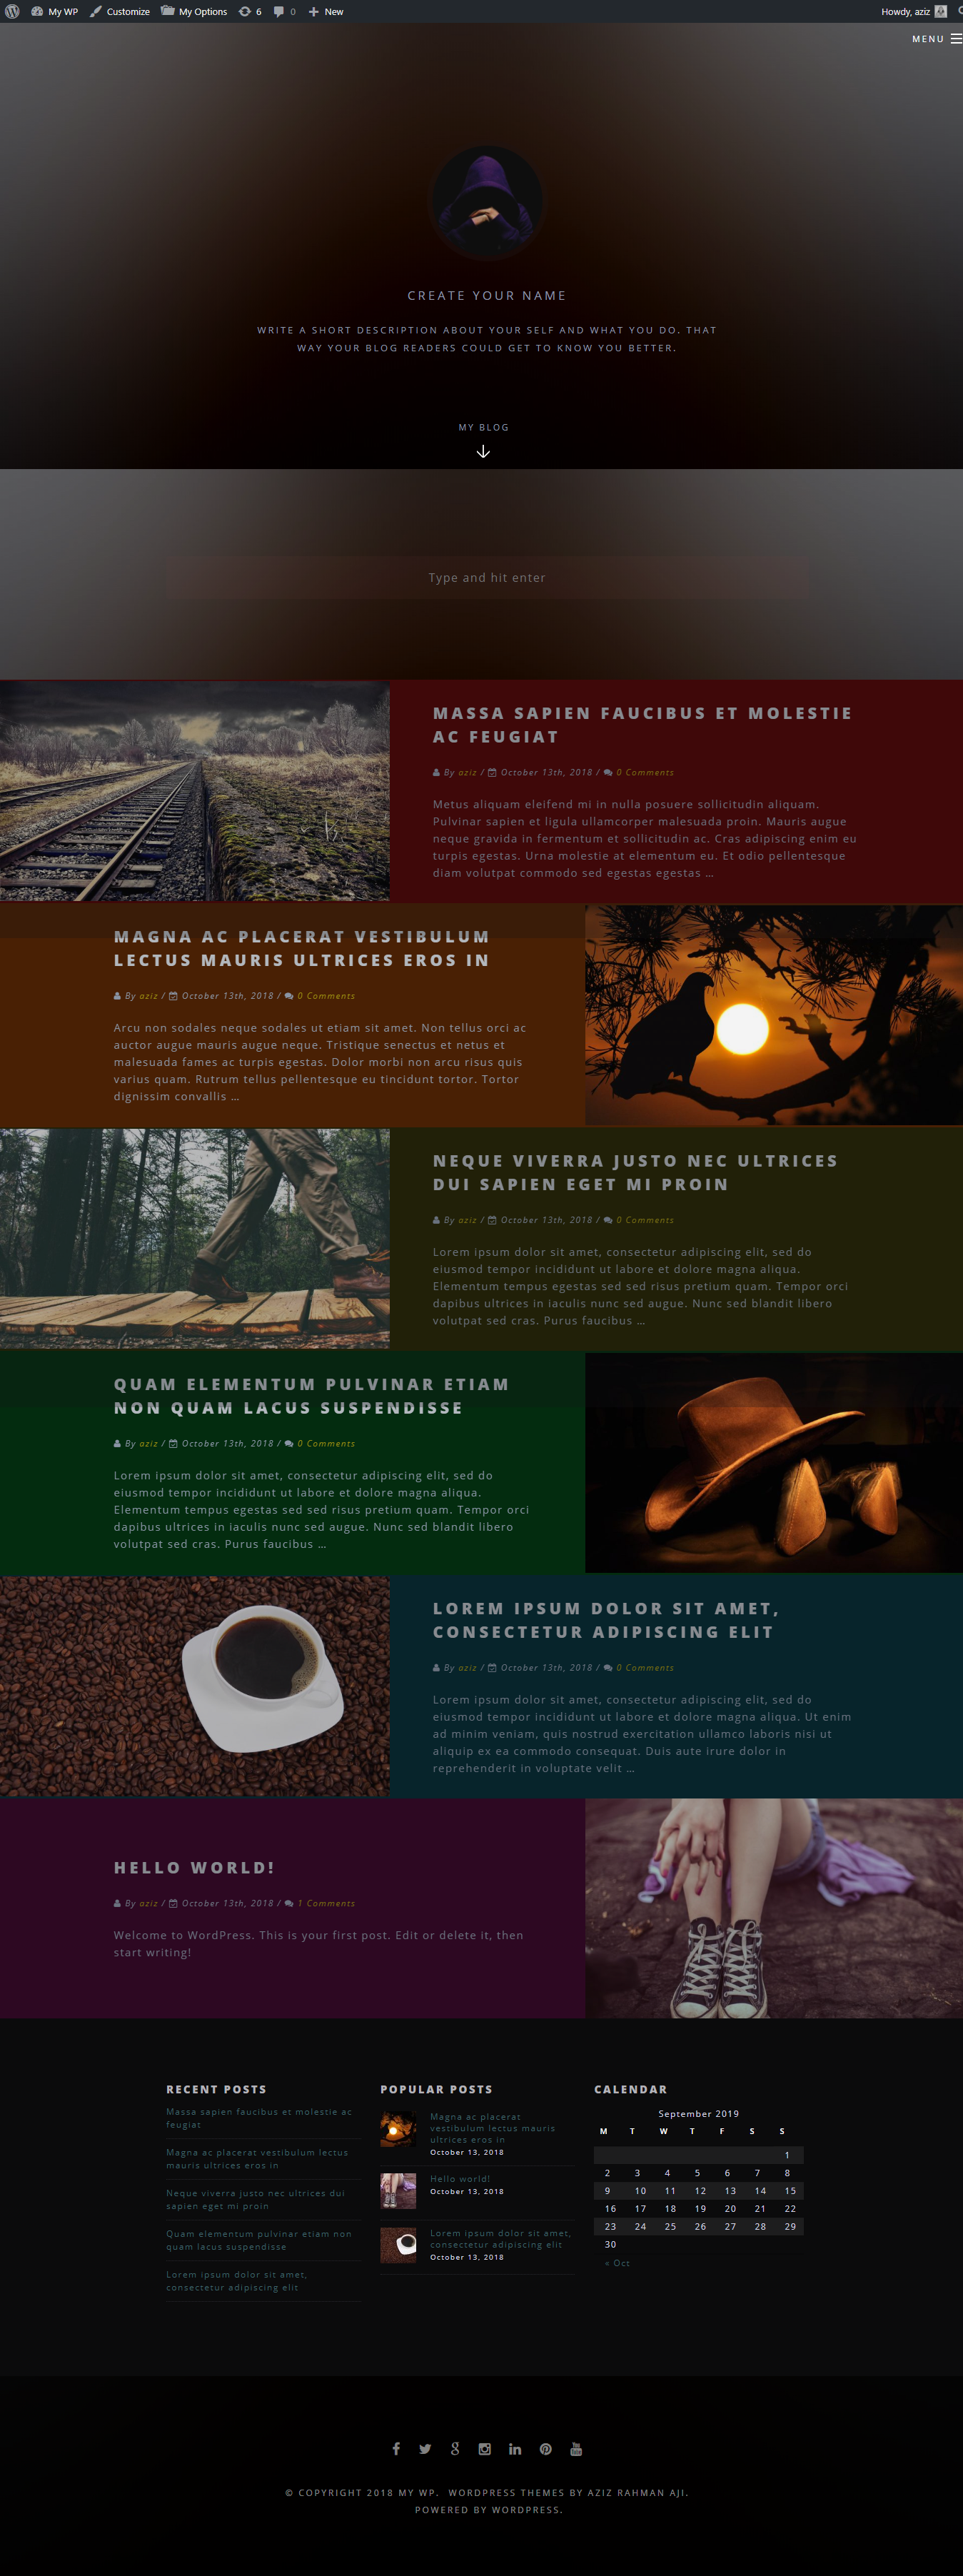 My WP Customize My Options 6 0 New Howdy, aziz
MENU
CREATE YOUR NAME
WRITE A SHORT DESCRIPTION ABOUT YOUR SELF AND WHAT YOU DO. THAT
WAY YOUR BLOG READERS COULD GET TO KNOW YOU BETTER.
MY BLOG
Type and hit enter
MASSA SAPIEN FAUCIBUS ET MOLESTIE
AC FEUGIAT
By aziz / October 13th, 2018 / 0 Comments
Metus aliquam eleifend mi in nulla posuere sollicitudin aliquam.
Pulvinar sapien et ligula ullamcorper malesuada proin. Mauris augue
neque gravida in fermentum et sollicitudin ac. Cras adipiscing enim eu
turpis egestas. Urna molestie at elementum eu. Et odio pellentesque
diam volutpat commodo sed egestas egestas ...
MAGNA AC PLACERAT VESTIBULUM
LECTUS MAURIS ULTRICES EROS IN
By aziz / October 13th, 2018 / 0 Comments
Arcu non sodales neque sodales ut etiam sit amet. Non tellus orci ac
auctor augue mauris augue neque. Tristique senectus et netus et
malesuada fames ac turpis egestas. Dolor morbi non arcu risus quis
varius quam. Rutrum tellus pellentesque eu tincidunt tortor. Tortor
dignissim convallis ...
NEQUE VIVERRA JUSTO NEC ULTRICES
DUI SAPIEN EGET MI PROIN
By aziz / October 13th, 2018 / 0 Comments
Lorem ipsum dolor sit amet, consectetur adipiscing elit, sed do
eiusmod tempor incididunt ut labore et dolore magna aliqua.
Elementum tempus egestas sed sed risus pretium quam. Tempor orci
dapibus ultrices in iaculis nunc sed augue. Nunc sed blandit libero
volutpat sed cras. Purus faucibus ...
QUAM ELEMENTUM PULVINAR ETIAM
NON QUAM LACUS SUSPENDISSE
By aziz / October 13th, 2018 / 0 Comments
Lorem ipsum dolor sit amet, consectetur adipiscing elit, sed do
eiusmod tempor incididunt ut labore et dolore magna aliqua.
Elementum tempus egestas sed sed risus pretium quam. Tempor orci
dapibus ultrices in iaculis nunc sed augue. Nunc sed blandit libero
volutpat sed cras. Purus faucibus ...
LOREM IPSUM DOLOR SIT AMET,
CONSECTETUR ADIPISCING ELIT
By aziz / October 13th, 2018 / 0 Comments
Lorem ipsum dolor sit amet, consectetur adipiscing elit, sed do
eiusmod tempor incididunt ut labore et dolore magna aliqua. Ut enim
ad minim veniam, quis nostrud exercitation ullamco laboris nisi ut
aliquip ex ea commodo consequat. Duis aute irure dolor in
reprehenderit in voluptate velit ...
HELLO WORLD!
By aziz / October 13th, 2018 / 1 Comments
Welcome to WordPress. This is your first post. Edit or delete it, then
start writing!
RECENT POSTS
Massa sapien faucibus et molestie ac
feugiat
Magna ac placerat vestibulum lectus
mauris ultrices eros in
Neque viverra justo nec ultrices dui
sapien eget mi proin
Quam elementum pulvinar etiam non
quam lacus suspendisse
Lorem ipsum dolor sit amet,
consectetur adipiscing elit
POPULAR POSTS
Magna ac placerat
vestibulum lectus mauris
ultrices eros in
October 13, 2018
Hello world!
October 13, 2018
Lorem ipsum dolor sit amet,
consectetur adipiscing elit
October 13, 2018
CALENDAR
September 2019
M T W T F S S
1
2 3 4 5 6 7 8
9 10 11 12 13 14 15
16 17 18 19 20 21 22
23 24 25 26 27 28 29
30
« Oct
© COPYRIGHT 2018 MY WP. WORDPRESS THEMES BY AZIZ RAHMAN AJI.
POWERED BY WORDPRESS.